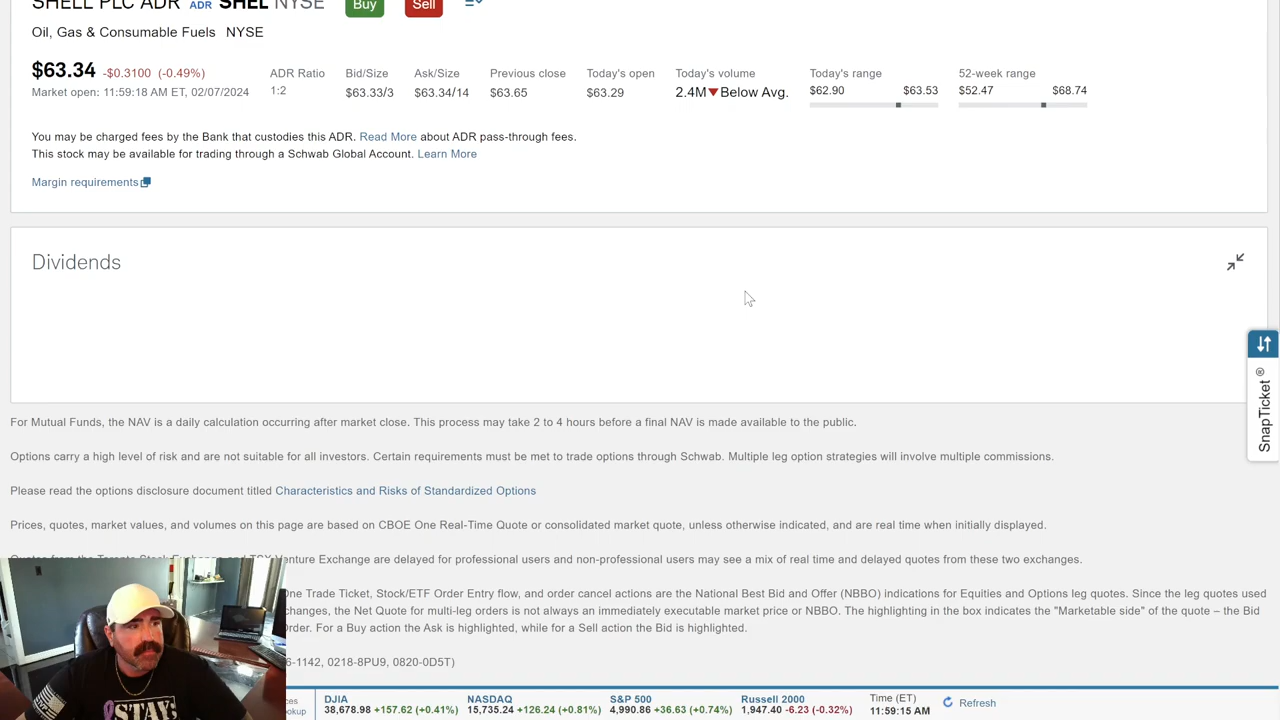 SHELL PLC ADR ADR SHEL NYSE Buy Sell
Oil, Gas & Consumable Fuels NYSE
$63.34 -$0.3100 (-0.49%)
Market open: 11:59:18 AM ET, 02/07/2024
ADR Ratio
1:2
Bid/Size
$63.33/3
Ask/Size
$63.34/14
Previous close
$63.65
Today's open
$63.29
Today's volume
2.4M▼Below Avg.
Today's range
$62.90 $63.53
52-week range
$52.47 $68.74
You may be charged fees by the Bank that custodies this ADR. Read More about ADR pass-through fees.
This stock may be available for trading through a Schwab Global Account. Learn More
Margin requirements
Dividends
SnapTicket®
For Mutual Funds, the NAV is a daily calculation occurring after market close. This process may take 2 to 4 hours before a final NAV is made available to the public.
Options carry a high level of risk and are not suitable for all investors. Certain requirements must be met to trade options through Schwab. Multiple leg option strategies will involve multiple commissions.
Please read the options disclosure document titled Characteristics and Risks of Standardized Options
Prices, quotes, market values, and volumes on this page are based on CBOE One Real-Time Quote or consolidated market quote, unless otherwise indicated, and are real time when initially displayed.
Quotes from the Toronto Stock Exchange and TSX Venture Exchange are delayed for professional users and non-professional users may see a mix of real time and delayed quotes from these two exchanges.
One Trade Ticket, Stock/ETF Order Entry flow, and order cancel actions are the National Best Bid and Offer (NBBO) indications for Equities and Options leg quotes. Since the leg quotes used
changes, the Net Quote for multi-leg orders is not always an immediately executable market price or NBBO. The highlighting in the box indicates the "Marketable side" of the quote – the Bid
Order. For a Buy action the Ask is highlighted, while for a Sell action the Bid is highlighted.
6-1142, 0218-8PU9, 0820-0D5T)
STAY
DJIA
38,678.98 +157.62 (+0.41%)
NASDAQ
15,735.24 +126.24 (+0.81%)
S&P 500
4,990.86 +36.63 (+0.74%)
Russell 2000
1,947.40 -6.23 (-0.32%)
Time (ET)
11:59:15 AM
Refresh